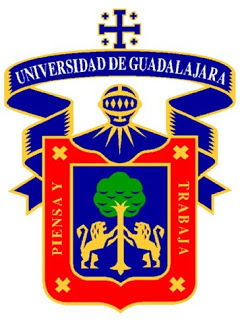 UNIVERSIDAD DE GUADALAJARA
PIENSA Y
TRABAJA